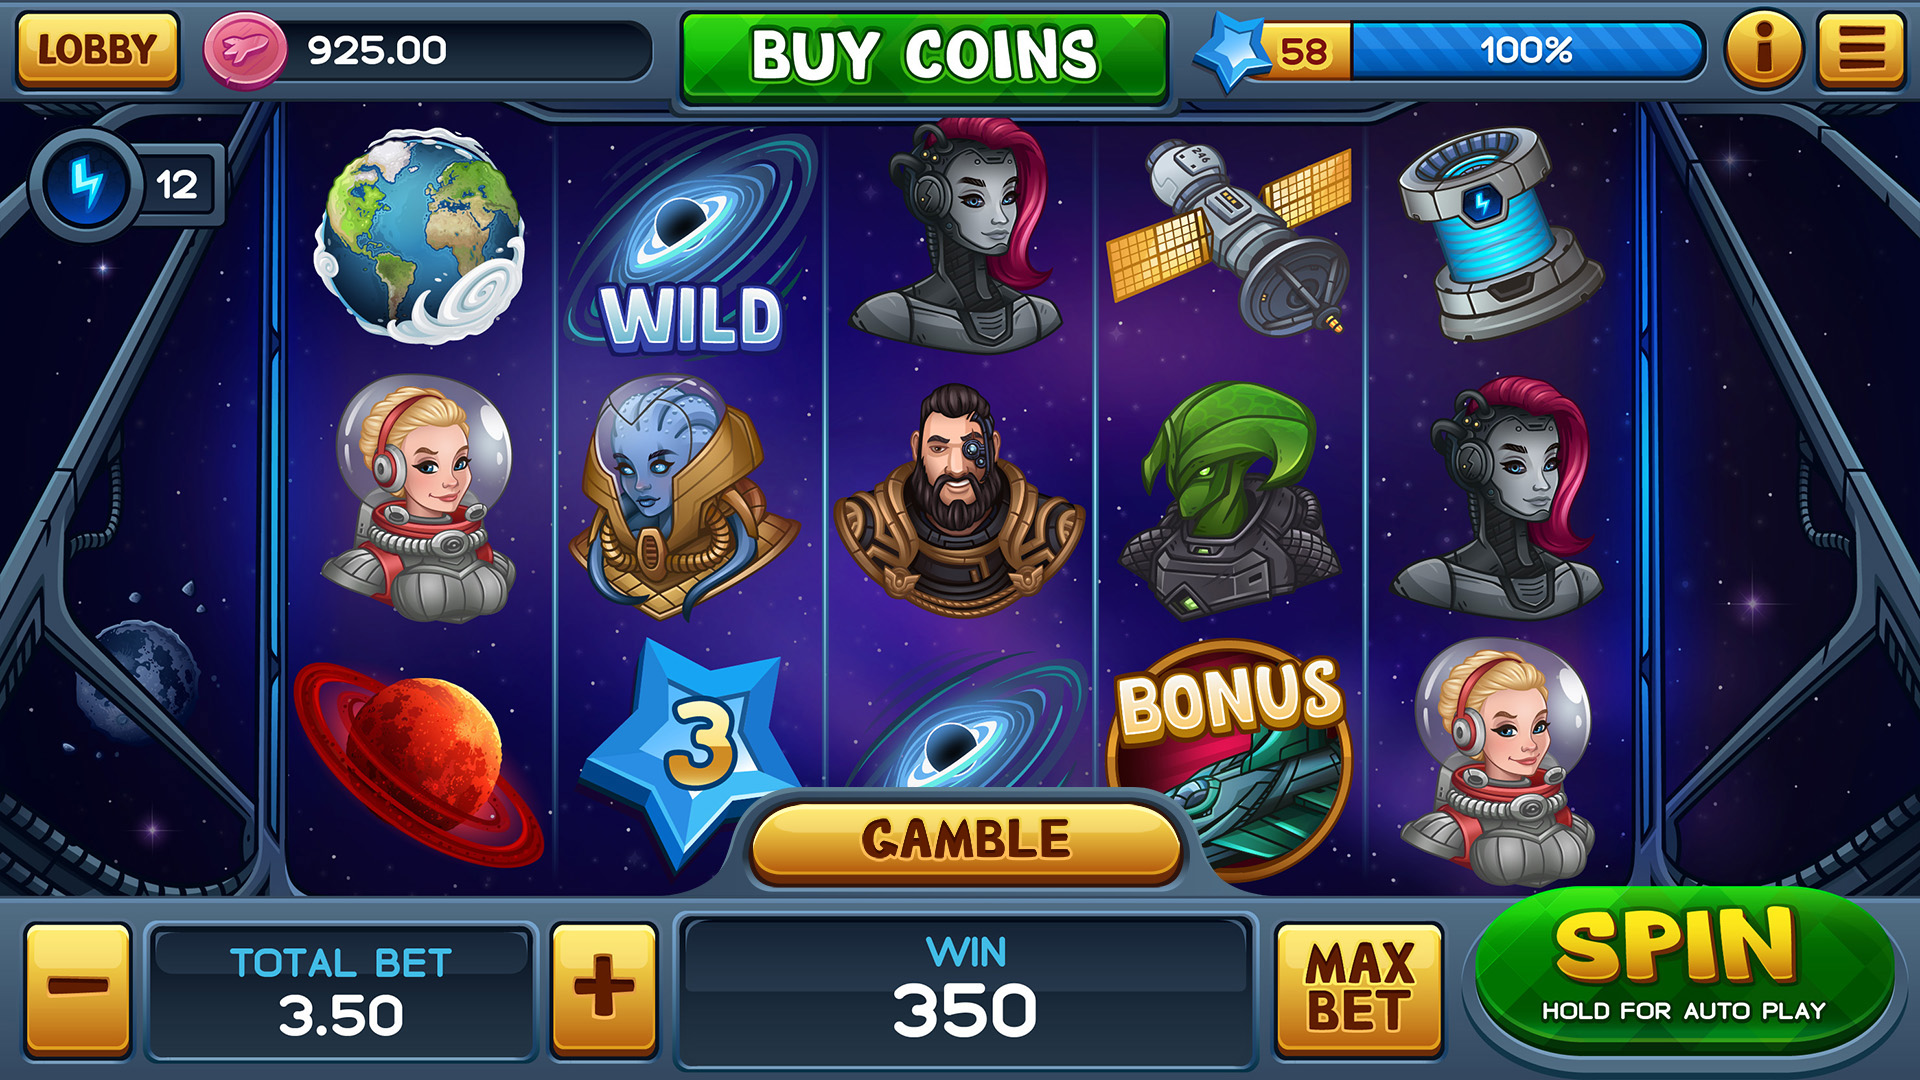 LOBBY
925.00
BUY COINS
58
100%
12
246
WILD
3
BONUS
GAMBLE
TOTAL BET
3.50
WIN
350
MAX
BET
SPIN
HOLD FOR AUTO PLAY